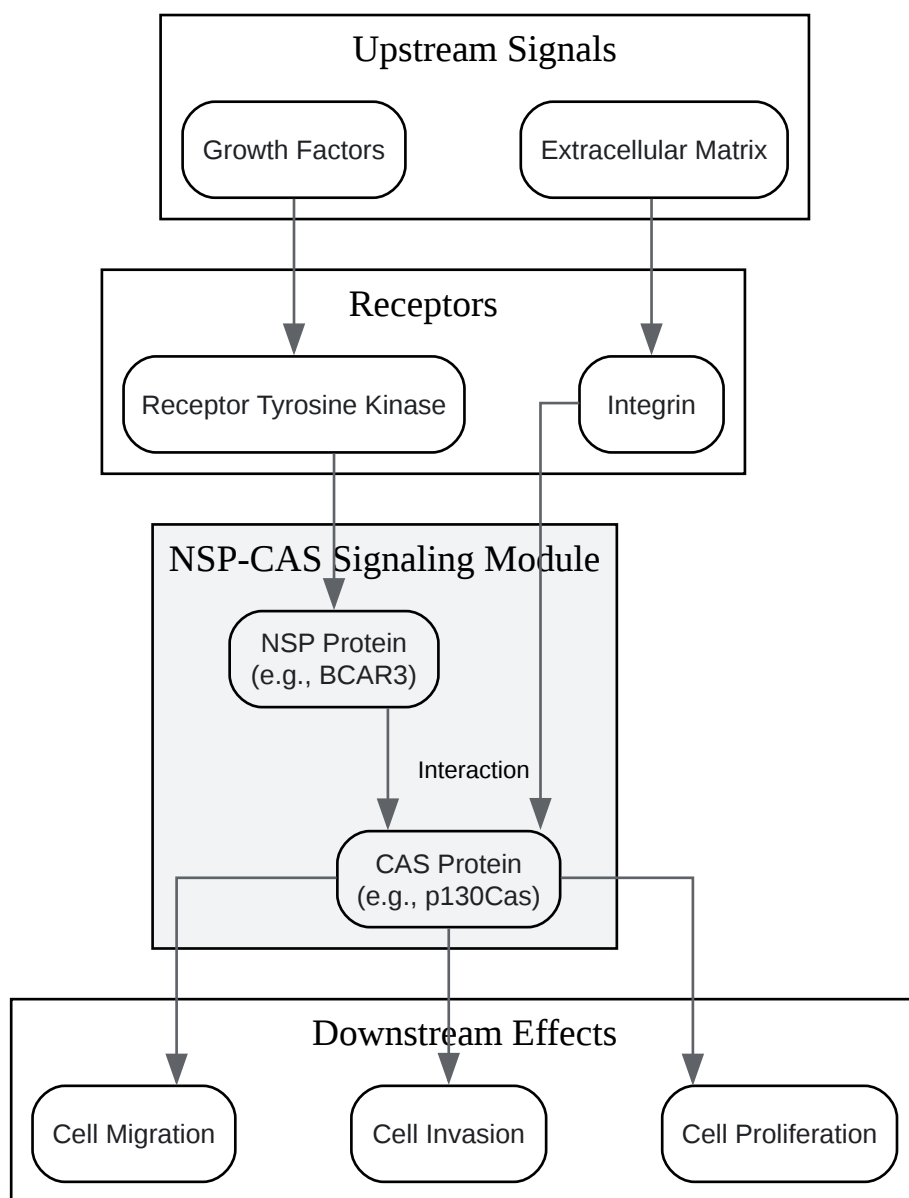 Upstream Signals
Growth Factors
Extracellular Matrix
Receptors
Receptor Tyrosine Kinase
Integrin
NSP-CAS Signaling Module
NSP Protein
(e.g., BCAR3)
Interaction
CAS Protein
(e.g., p130Cas)
Downstream Effects
Cell Migration
Cell Invasion
Cell Proliferation